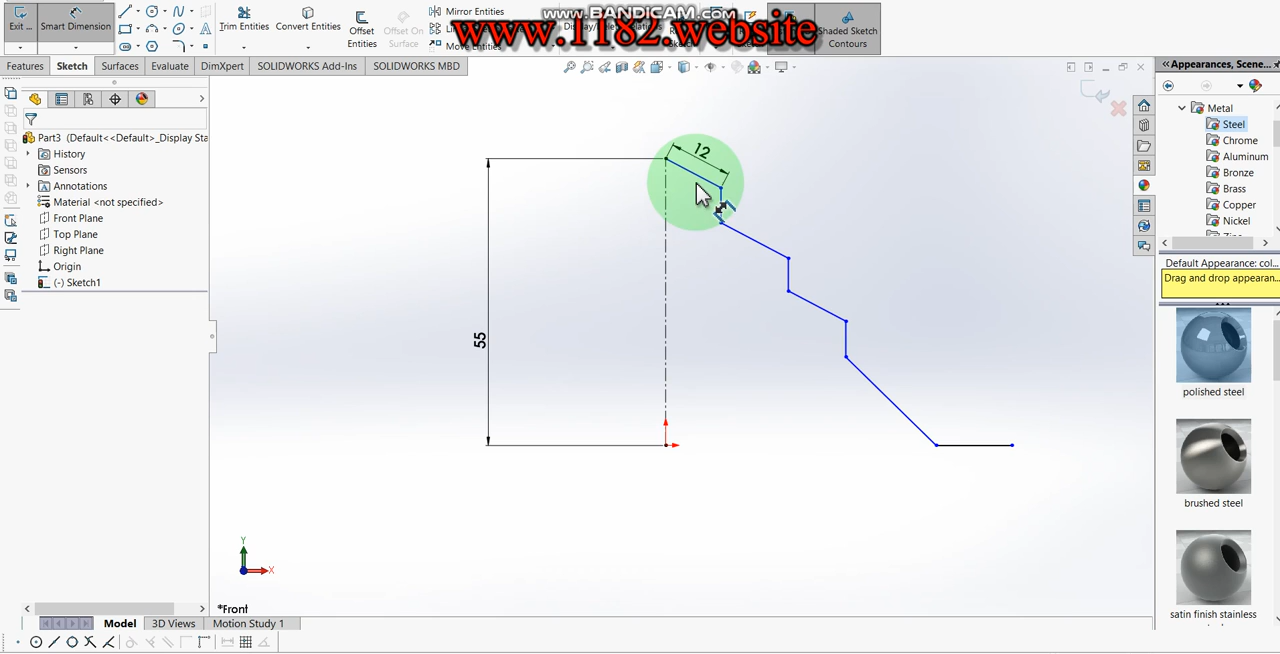 www.BANDICAM.com
www.1182.website
Exit ...
Smart Dimension
Trim Entities
Convert Entities
Offset Entities
Offset On Surface
Mirror Entities
Move Entities
Shaded Sketch Contours
Features
Sketch
Surfaces
Evaluate
DimXpert
SOLIDWORKS Add-Ins
SOLIDWORKS MBD
Part3 (Default<<Default>_Display Sta
History
Sensors
Annotations
Material <not specified>
Front Plane
Top Plane
Right Plane
Origin
(-) Sketch1
12
55
Y
X
*Front
Model
3D Views
Motion Study 1
Appearances, Scene...
Metal
Steel
Chrome
Aluminum
Bronze
Brass
Copper
Nickel
Default Appearance: col...
Drag and drop appearan...
polished steel
brushed steel
satin finish stainless